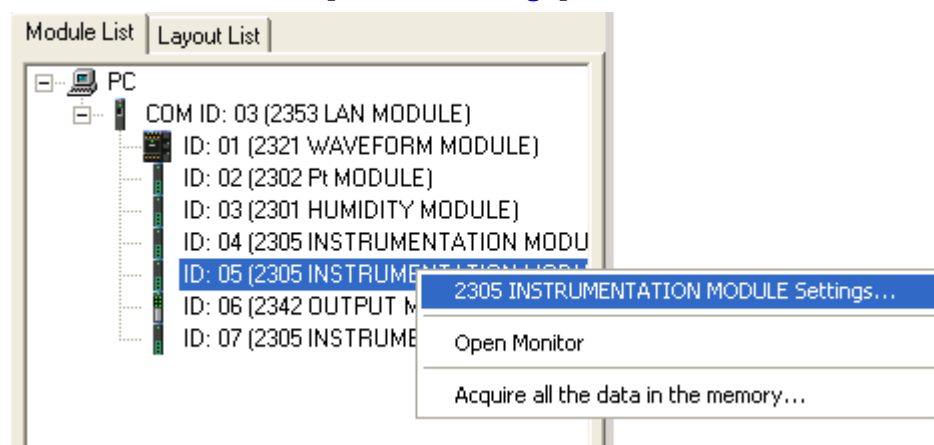 Module List Layout List
PC
COM ID: 03 (2353 LAN MODULE)
ID: 01 (2321 WAVEFORM MODULE)
ID: 02 (2302 Pt MODULE)
ID: 03 (2301 HUMIDITY MODULE)
ID: 04 (2305 INSTRUMENTATION MODU
ID: 05 (2305 INSTRUME
2305 INSTRUMENTATION MODULE Settings...
ID: 06 (2342 OUTPUT M
Open Monitor
ID: 07 (2305 INSTRUME
Acquire all the data in the memory...